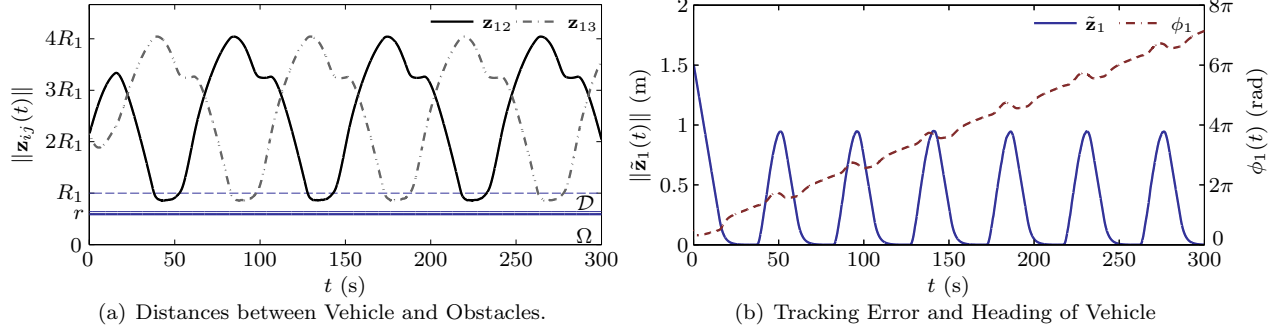 z₁₂ z₁₃
4R₁
3R₁
2R₁
R₁
r
0
‖z_ij(t)‖
𝒟
Ω
0 50 100 150 200 250 300
t (s)
(a) Distances between Vehicle and Obstacles.
z̃₁ ϕ₁
2
1.5
1
0.5
0
‖z̃₁(t)‖ (m)
8π
6π
4π
2π
0
ϕ₁(t) (rad)
0 50 100 150 200 250 300
t (s)
(b) Tracking Error and Heading of Vehicle